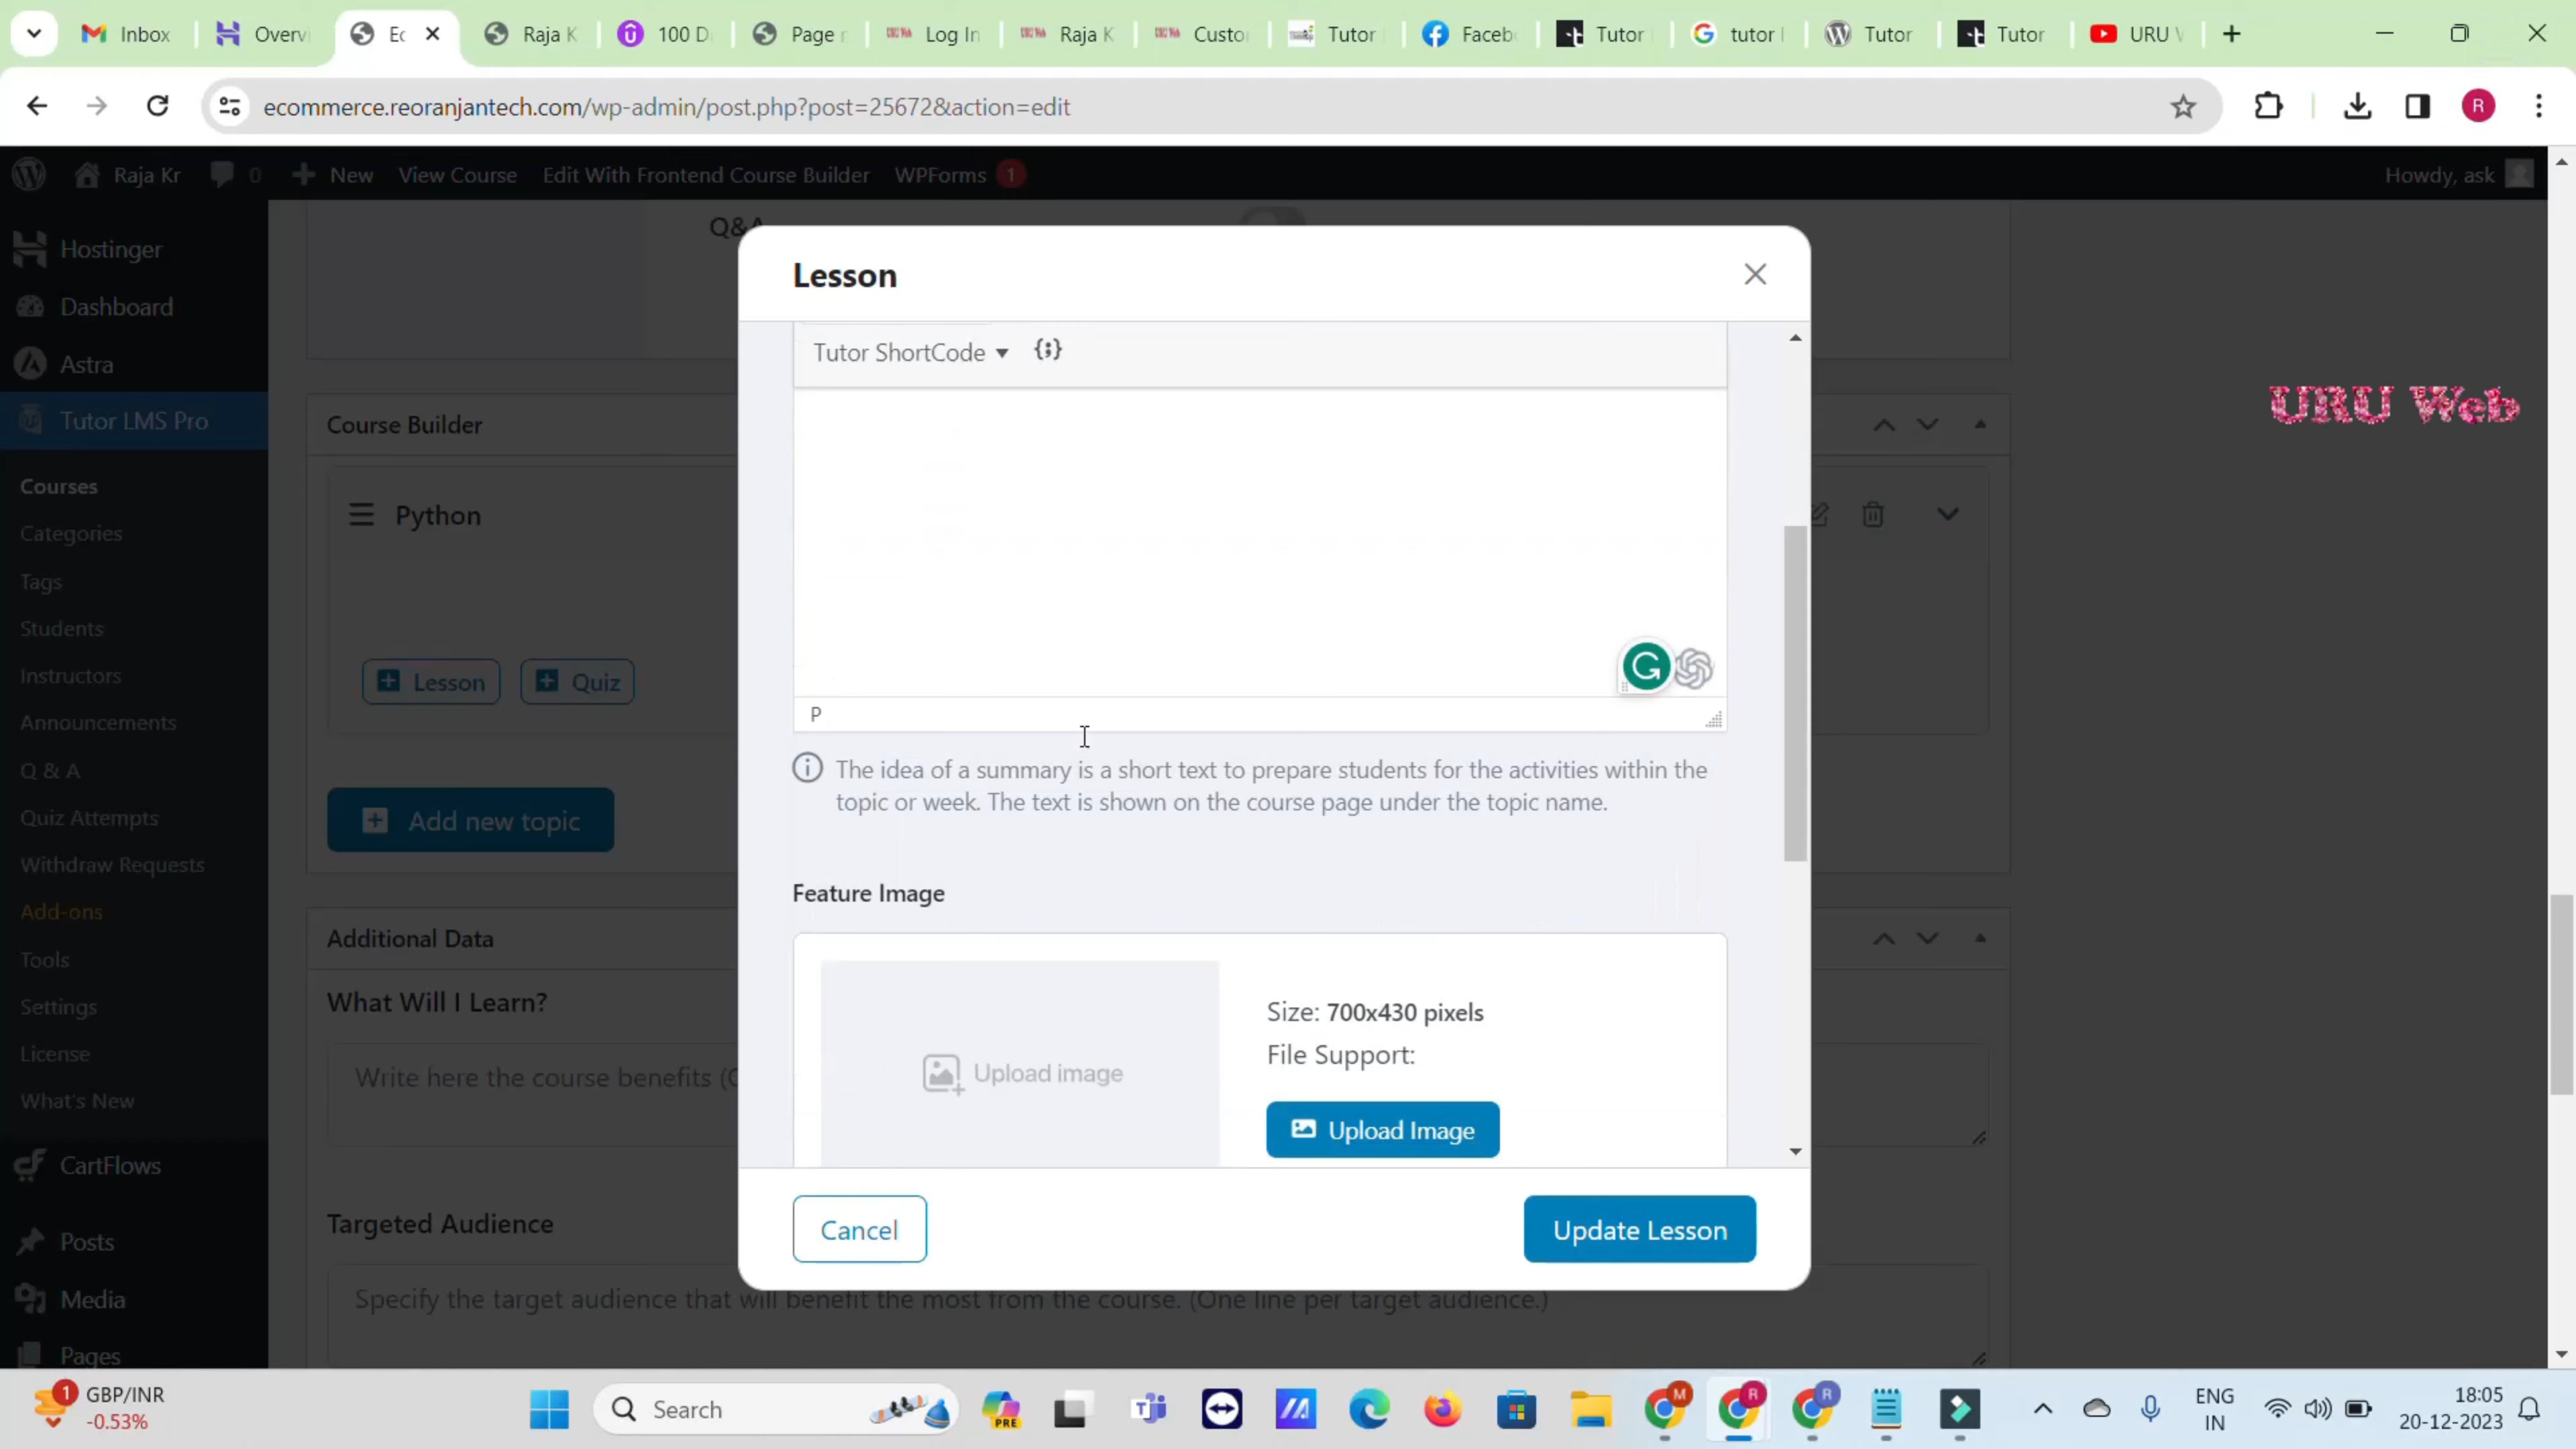 Inbox
Overvi
Ec
Raja K
100 D
Page
Log In
Raja K
Custo
Tutor
Faceb
Tutor
tutor
Tutor
Tutor
URU
ecommerce.reoranjantech.com/wp-admin/post.php?post=25672&action=edit
R
Raja Kr
0
New
View Course
Edit With Frontend Course Builder
WPForms 1
Howdy, ask
Hostinger
Dashboard
Astra
Tutor LMS Pro
Courses
Categories
Tags
Students
Instructors
Announcements
Q & A
Quiz Attempts
Withdraw Requests
Add-ons
Tools
Settings
License
What's New
CartFlows
Posts
Media
Pages
Q&A
Course Builder
Python
Lesson
Quiz
Add new topic
Additional Data
What Will I Learn?
Write here the course benefits
Targeted Audience
Specify the target audience that will benefit the most from the course. (One line per target audience.)
Lesson
Tutor ShortCode
P
The idea of a summary is a short text to prepare students for the activities within the
topic or week. The text is shown on the course page under the topic name.
Feature Image
Upload image
Size: 700x430 pixels
File Support:
Upload Image
Cancel
Update Lesson
URU Web
1
GBP/INR
-0.53%
Search
PRE
M
R
R
ENG
IN
18:05
20-12-2023